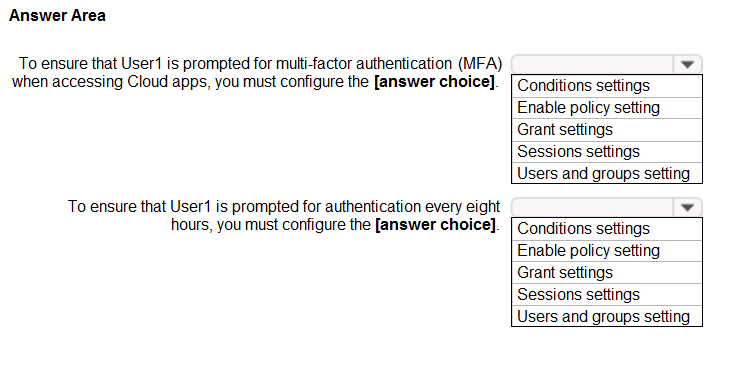 Answer Area
To ensure that User1 is prompted for multi-factor authentication (MFA)
when accessing Cloud apps, you must configure the [answer choice].
Conditions settings
Enable policy setting
Grant settings
Sessions settings
Users and groups setting
To ensure that User1 is prompted for authentication every eight
hours, you must configure the [answer choice].
Conditions settings
Enable policy setting
Grant settings
Sessions settings
Users and groups setting